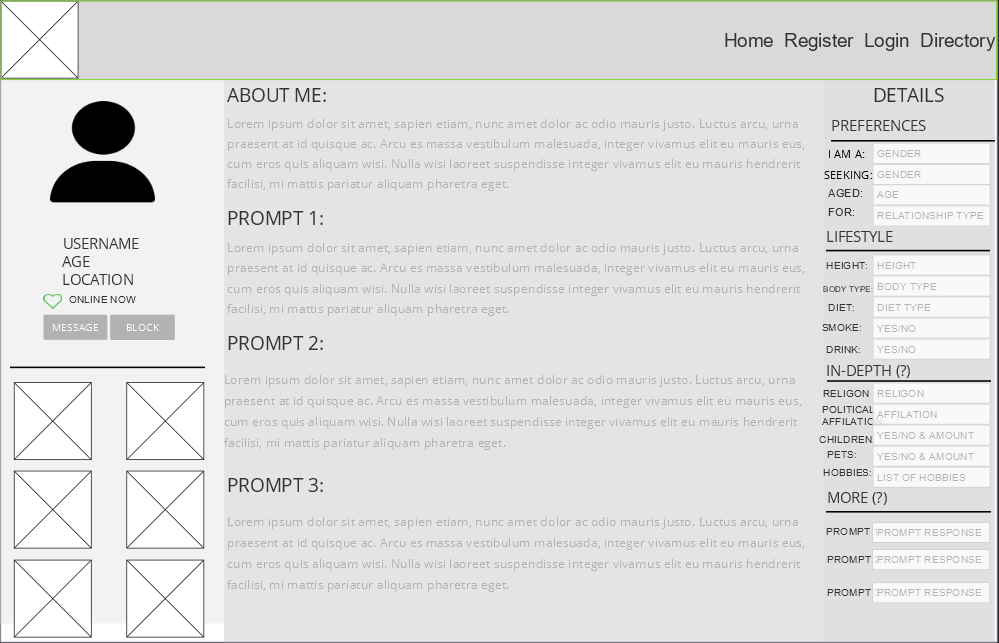 Home Register Login Directory
USERNAME
AGE
LOCATION
ONLINE NOW
MESSAGE BLOCK
ABOUT ME:
Lorem ipsum dolor sit amet, sapien etiam, nunc amet dolor ac odio mauris justo. Luctus arcu, urna
praesent at id quisque ac. Arcu es massa vestibulum malesuada, integer vivamus elit eu mauris eus,
cum eros quis aliquam wisi. Nulla wisi laoreet suspendisse integer vivamus elit eu mauris hendrerit
facilisi, mi mattis pariatur aliquam pharetra eget.
PROMPT 1:
Lorem ipsum dolor sit amet, sapien etiam, nunc amet dolor ac odio mauris justo. Luctus arcu, urna
praesent at id quisque ac. Arcu es massa vestibulum malesuada, integer vivamus elit eu mauris eus,
cum eros quis aliquam wisi. Nulla wisi laoreet suspendisse integer vivamus elit eu mauris hendrerit
facilisi, mi mattis pariatur aliquam pharetra eget.
PROMPT 2:
Lorem ipsum dolor sit amet, sapien etiam, nunc amet dolor ac odio mauris justo. Luctus arcu, urna
praesent at id quisque ac. Arcu es massa vestibulum malesuada, integer vivamus elit eu mauris eus,
cum eros quis aliquam wisi. Nulla wisi laoreet suspendisse integer vivamus elit eu mauris hendrerit
facilisi, mi mattis pariatur aliquam pharetra eget.
PROMPT 3:
Lorem ipsum dolor sit amet, sapien etiam, nunc amet dolor ac odio mauris justo. Luctus arcu, urna
praesent at id quisque ac. Arcu es massa vestibulum malesuada, integer vivamus elit eu mauris eus,
cum eros quis aliquam wisi. Nulla wisi laoreet suspendisse integer vivamus elit eu mauris hendrerit
facilisi, mi mattis pariatur aliquam pharetra eget.
DETAILS
PREFERENCES
I AM A: GENDER
SEEKING: GENDER
AGED: AGE
FOR: RELATIONSHIP TYPE
LIFESTYLE
HEIGHT: HEIGHT
BODY TYPE: BODY TYPE
DIET: DIET TYPE
SMOKE: YES/NO
DRINK: YES/NO
IN-DEPTH (?)
RELIGON RELIGON
POLITICAL
AFFILATIC AFFILATION
CHILDREN YES/NO & AMOUNT
PETS: YES/NO & AMOUNT
HOBBIES: LIST OF HOBBIES
MORE (?)
PROMPT PROMPT RESPONSE
PROMPT PROMPT RESPONSE
PROMPT PROMPT RESPONSE